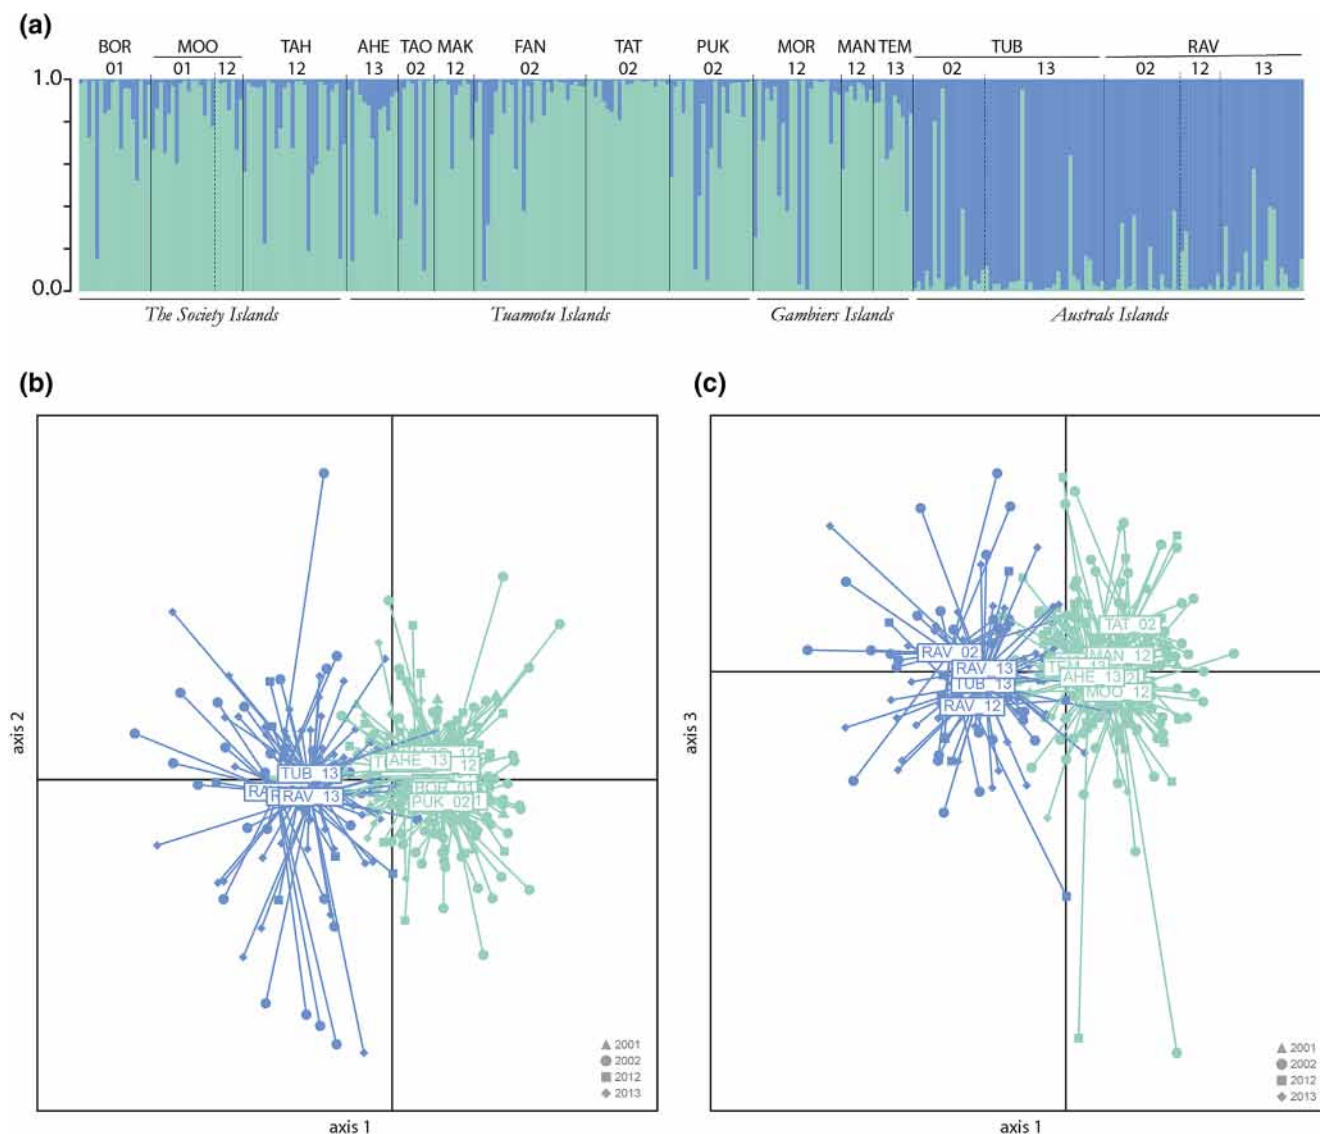 (a)
BOR MOO TAH AHE TAO MAK FAN TAT PUK MOR MAN TEM TUB RAV
01 01 12 12 13 02 12 02 02 02 12 12 13 02 13 02 12 13
1.0
0.0
The Society Islands Tuamotu Islands Gambiers Islands Australs Islands
(b)
axis 2
TUB 13
RAV 13
AHE 13
12
BOR 01
PUK 02
2001
2002
2012
2013
axis 1
(c)
axis 3
TAT 02
RAV 02
MAN 12
RAV 13
TUB 13
AHE 13
RAV 12
MOO 12
2001
2002
2012
2013
axis 1